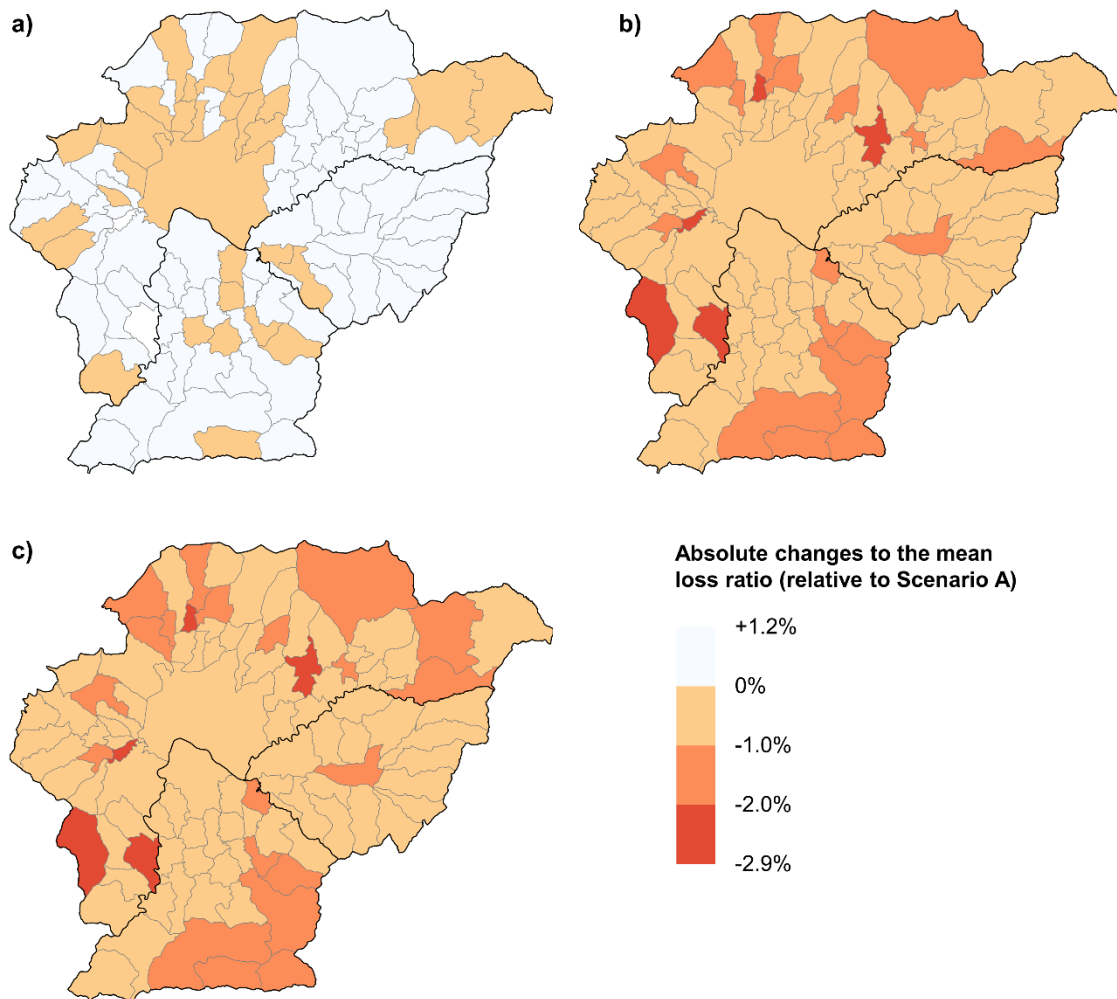 a)
b)
c)
Absolute changes to the mean
loss ratio (relative to Scenario A)
+1.2%
0%
-1.0%
-2.0%
-2.9%